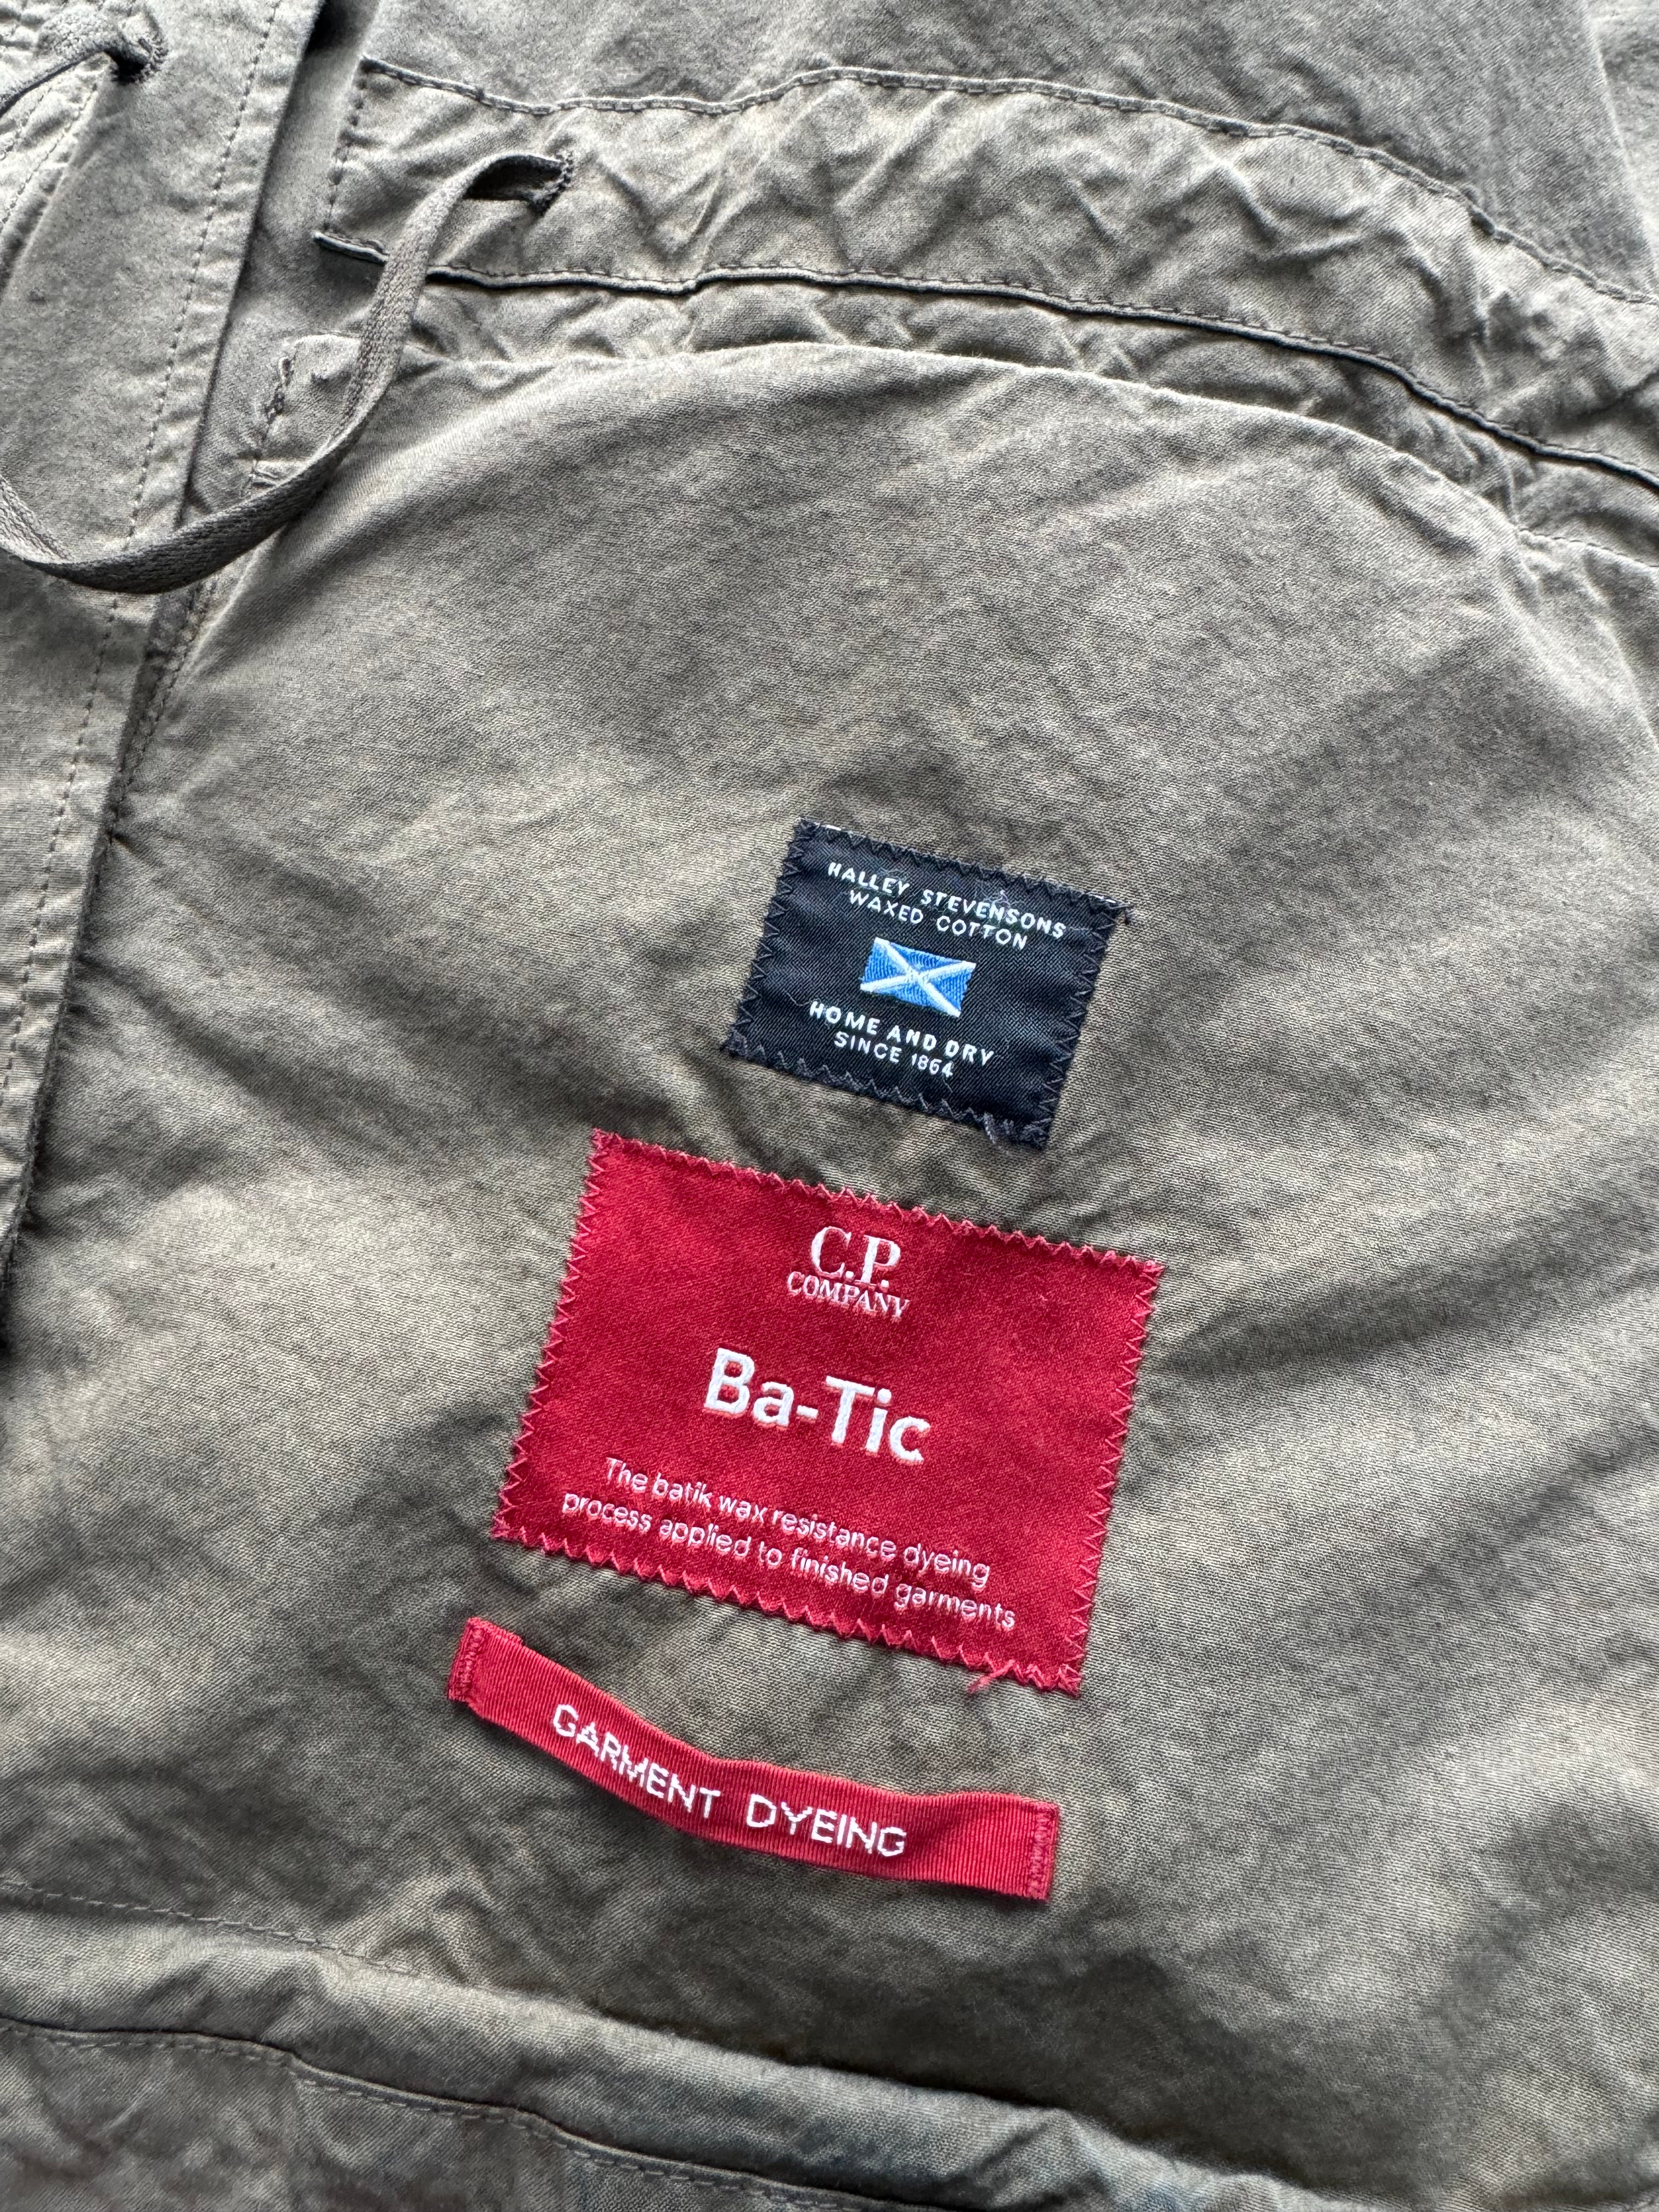 HALLEY STEVENSONS
WAXED COTTON
HOME AND DRY
SINCE 1864
C.P.
COMPANY
Ba-Tic
The batik wax resistance dyeing
process applied to finished garments
GARMENT DYEING